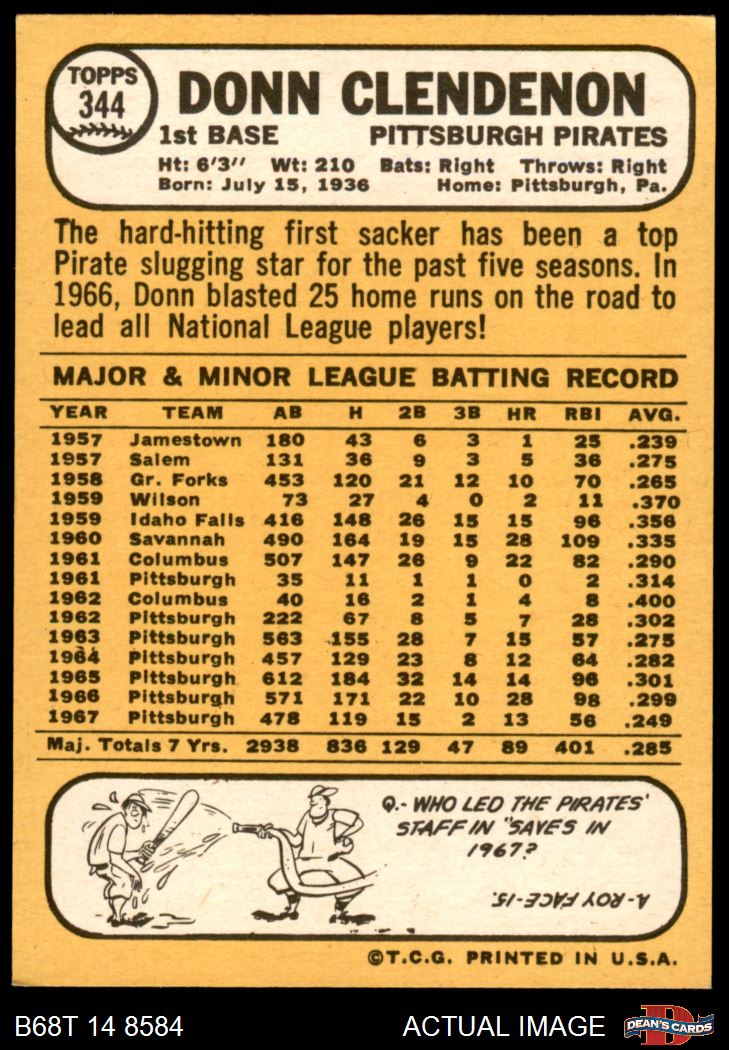 TOPPS
344
DONN CLENDENON
1st BASE PITTSBURGH PIRATES
Ht: 6'3" Wt: 210 Bats: Right Throws: Right
Born: July 15, 1936 Home: Pittsburgh, Pa.
The hard-hitting first sacker has been a top
Pirate slugging star for the past five seasons. In
1966, Donn blasted 25 home runs on the road to
lead all National League players!
MAJOR & MINOR LEAGUE BATTING RECORD
YEAR TEAM AB H 2B 3B HR RBI AVG.
1957 Jamestown 180 43 6 3 1 25 .239
1957 Salem 131 36 9 3 5 36 .275
1958 Gr. Forks 453 120 21 12 10 70 .265
1959 Wilson 73 27 4 0 2 11 .370
1959 Idaho Falls 416 148 26 15 15 96 .356
1960 Savannah 490 164 19 15 28 109 .335
1961 Columbus 507 147 26 9 22 82 .290
1961 Pittsburgh 35 11 1 1 0 2 .314
1962 Columbus 40 16 2 1 4 8 .400
1962 Pittsburgh 222 67 8 5 7 28 .302
1963 Pittsburgh 563 155 28 7 15 57 .275
1964 Pittsburgh 457 129 23 8 12 64 .282
1965 Pittsburgh 612 184 32 14 14 96 .301
1966 Pittsburgh 571 171 22 10 28 98 .299
1967 Pittsburgh 478 119 15 2 13 56 .249
Maj. Totals 7 Yrs. 2938 836 129 47 89 401 .285
Q.- WHO LED THE PIRATES'
STAFF IN "SAVES IN
1967?
A- ROY FACE-15.
©T.C.G. PRINTED IN U.S.A.
B68T 14 8584 ACTUAL IMAGE
D
DEAN'S CARDS